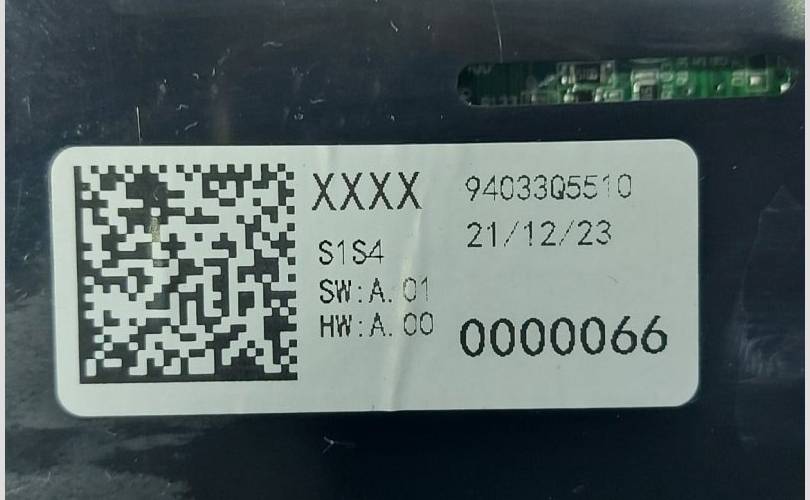 XXXX 94033Q5510
21/12/23
S1S4
SW:A.01
HW:A.00
0000066